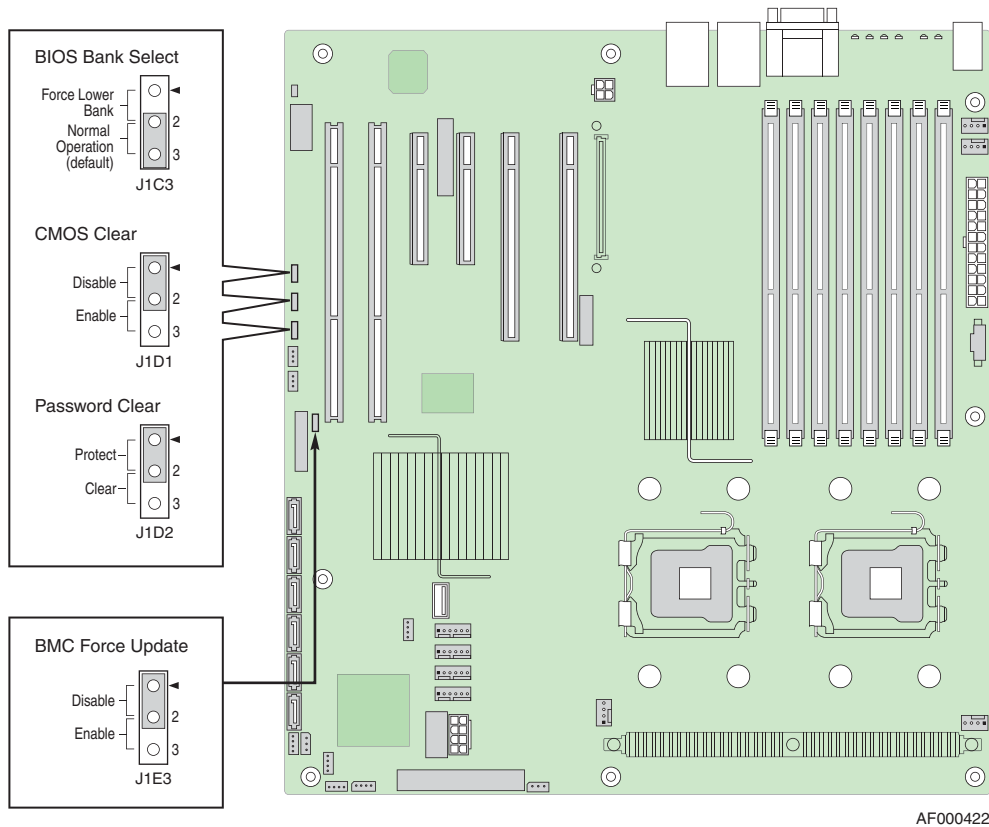 BIOS Bank Select
Force Lower
Bank
2
Normal
Operation
(default)
3
J1C3
CMOS Clear
Disable
2
Enable
3
J1D1
Password Clear
Protect
2
Clear
3
J1D2
BMC Force Update
Disable
2
Enable
3
J1E3
AF000422